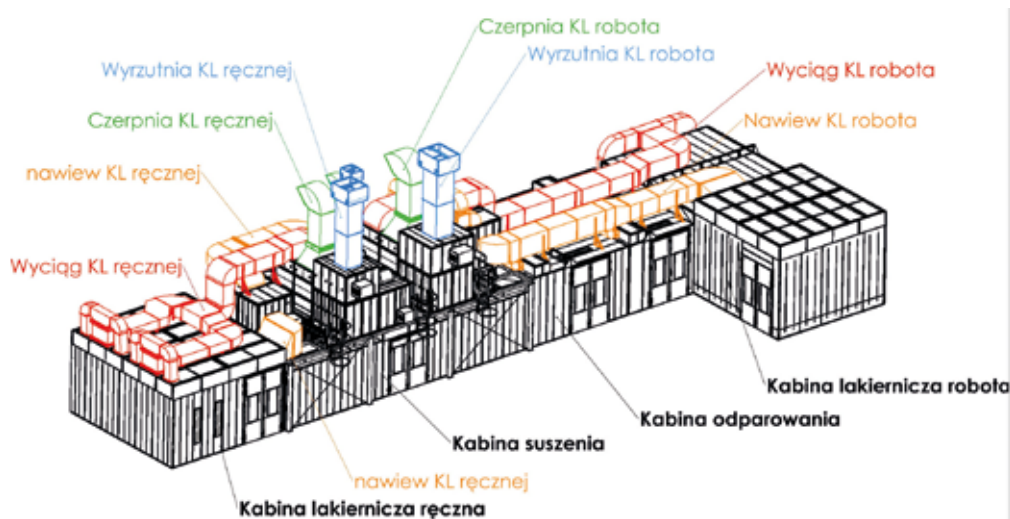 Czerpnia KL robota
Wyrzutnia KL robota
Wyrzutnia KL ręcznej
Wyciąg KL robota
Czerpnia KL ręcznej
Nawiew KL robota
nawiew KL ręcznej
Wyciąg KL ręcznej
Kabina lakiernicza robota
Kabina odparowania
Kabina suszenia
nawiew KL ręcznej
Kabina lakiernicza ręczna